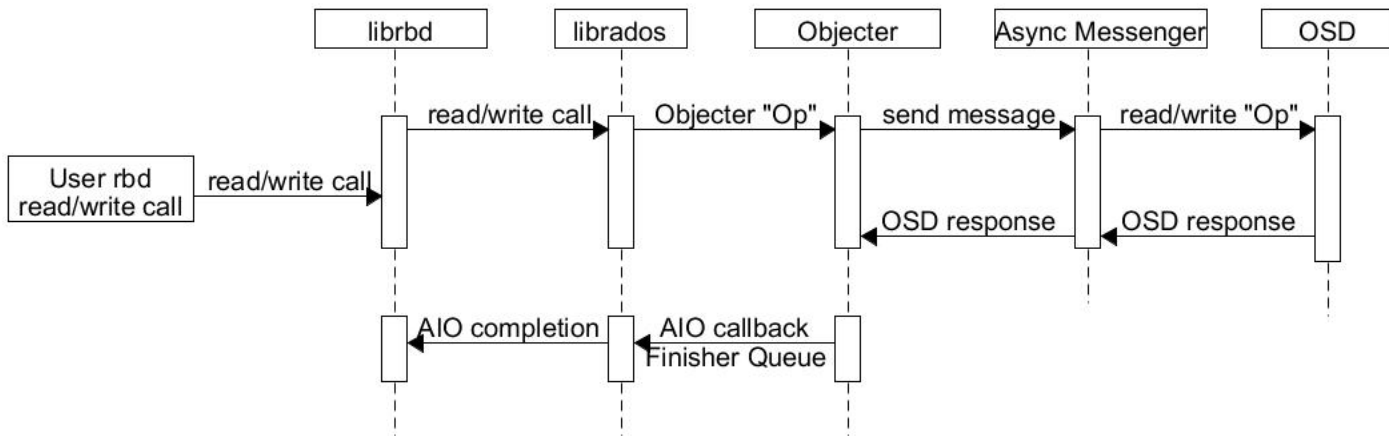 librbd
librados
Objecter
Async Messenger
OSD
read/write call
Objecter "Op"
send message
read/write "Op"
User rbd
read/write call
read/write call
OSD response
OSD response
AIO completion
AIO callback
Finisher Queue